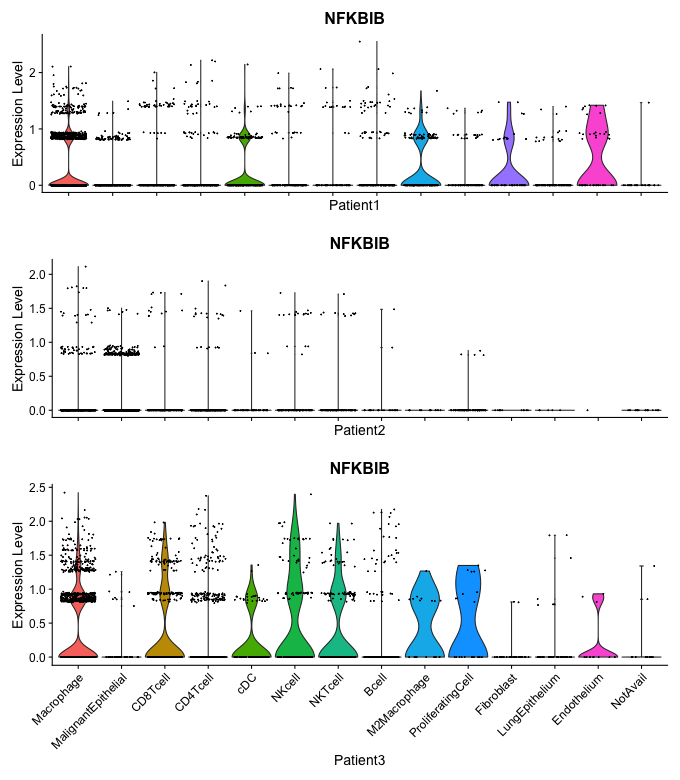 NFKBIB
Expression Level
2
1
0
Patient1
NFKBIB
Expression Level
2.0
1.5
1.0
0.5
0.0
Patient2
NFKBIB
Expression Level
2.5
2.0
1.5
1.0
0.5
0.0
Macrophage
MalignantEpithelial
CD8Tcell
CD4Tcell
cDC
NKcell
NKTcell
Bcell
M2Macrophage
ProliferatingCell
Fibroblast
LungEpithelium
Endothelium
NotAvail
Patient3